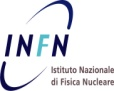 INFN
Istituto Nazionale
di Fisica Nucleare